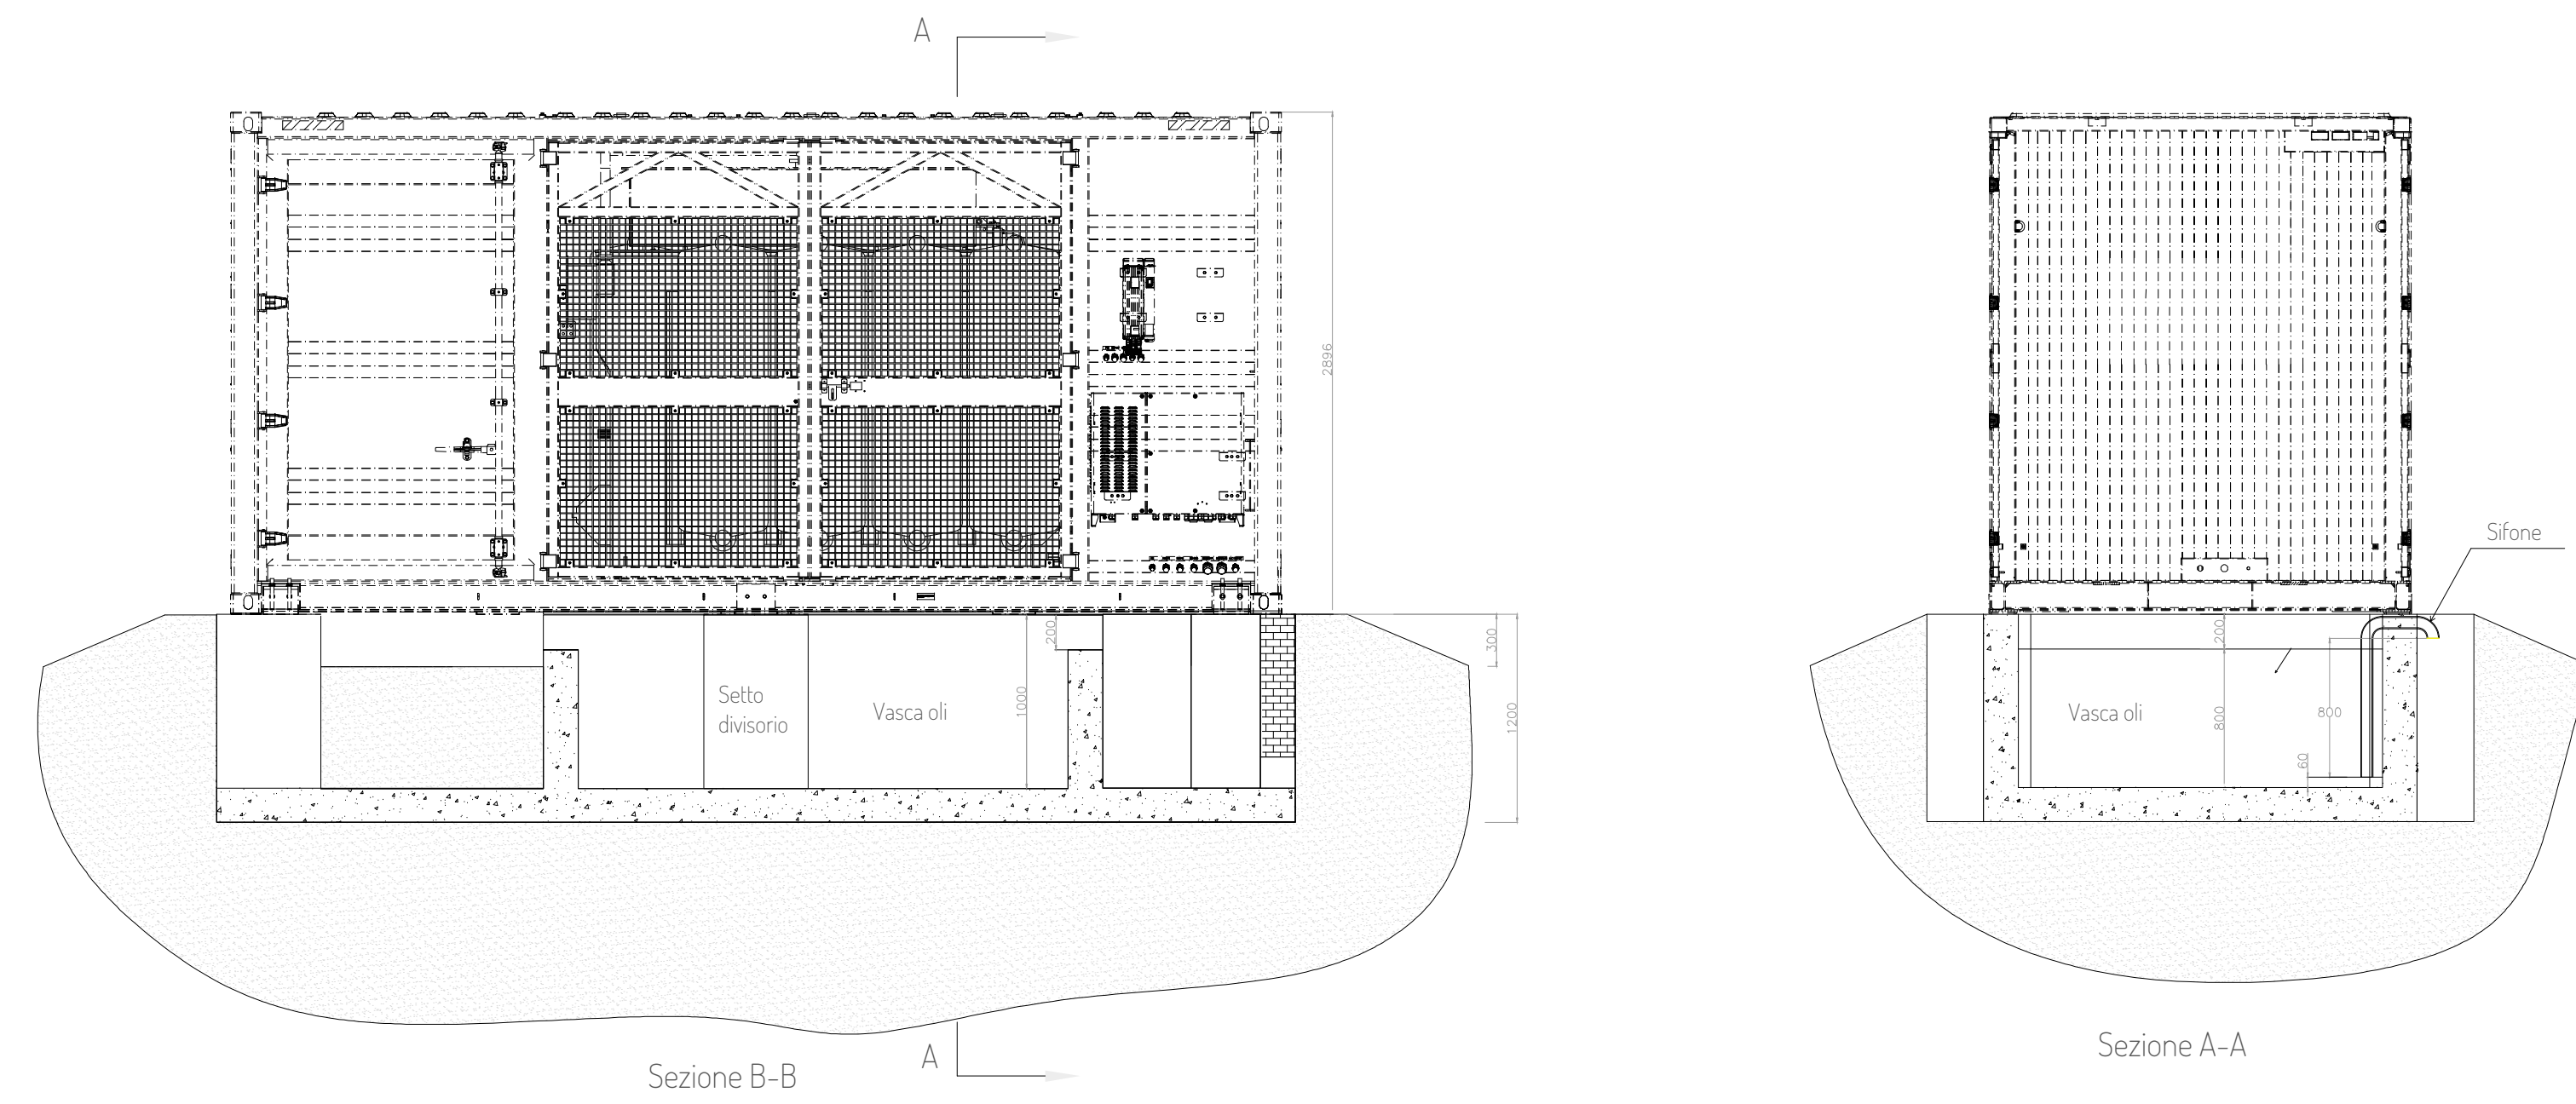 A
2896
Sifone
200
300
Setto
divisorio
Vasca oli
1000
1200
200
Vasca oli
800
800
60
A
Sezione B-B
Sezione A-A